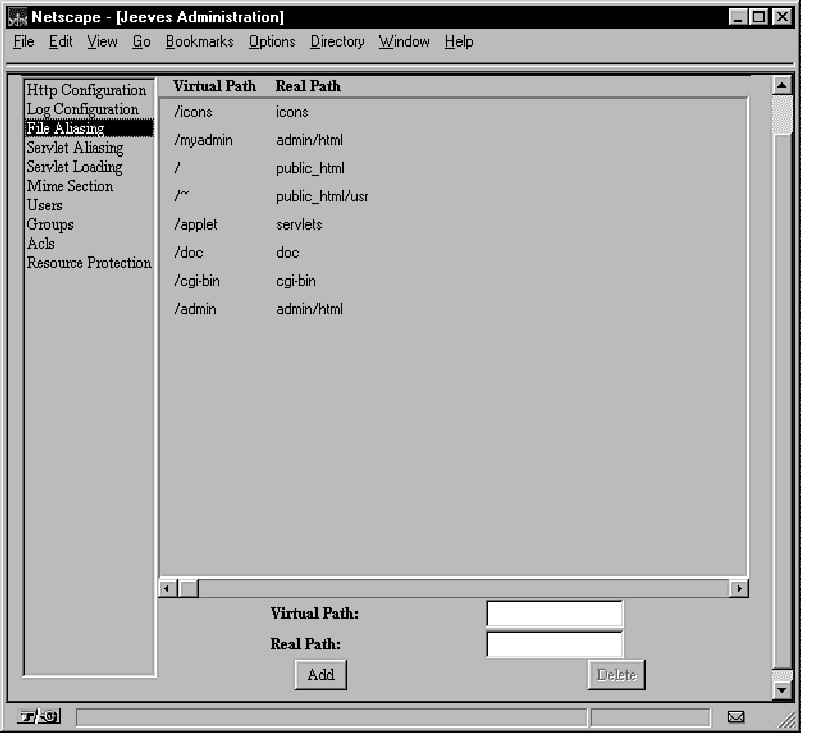 Netscape - [Jeeves Administration]
File Edit View Go Bookmarks Options Directory Window Help
Http Configuration
Log Configuration
File Aliasing
Servlet Aliasing
Servlet Loading
Mime Section
Users
Groups
Acls
Resource Protection
Virtual Path Real Path
/icons icons
/myadmin admin/html
/ public_html
/~ public_html/usr
/applet servlets
/doc doc
/cgi-bin cgi-bin
/admin admin/html
Virtual Path:
Real Path:
Add Delete